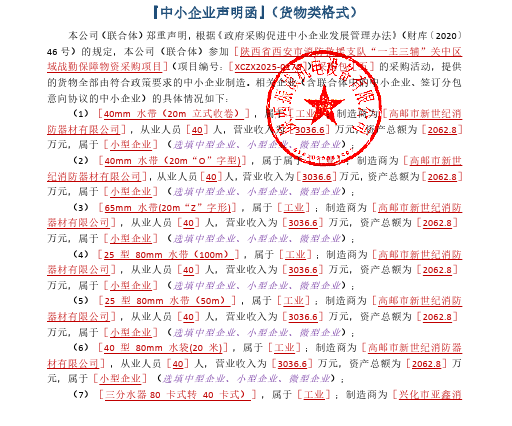 『中小企业声明函』（货物类格式）
本公司（联合体）郑重声明，根据《政府采购促进中小企业发展管理办法》（财库〔2020〕
46 号）的规定，本公司（联合体）参加［陕西省西安市消防救援支队“一主三辅”关中区
域战勤保障物资采购项目］（项目编号：［XCZX2025-01 的采购活动，提供
的货物全部由符合政策要求的中小企业制造。相关企业（含联合体中的中小企业、签订分包
意向协议的中小企业）的具体情况如下：
（1）［40mm 水带（20m 立式收卷）］，属于［工业］；制造商为［高邮市新世纪消
防器材有限公司］，从业人员［40］人，营业收入为［3036.6］万元，资产总额为［2062.8］
万元，属于［小型企业］（选填中型企业、小型企业、微型企业）；
（2）［40mm 水带（20m“O”字型)］，属于属于［工业］；制造商为［高邮市新世
纪消防器材有限公司］，从业人员［40]人，营业收入为［3036.6］万元，资产总额为［2062.8］
万元，属于［小型企业］（选填中型企业、小型企业、微型企业）；
（3）［65mm 水带(20m“Z”字形)］，属于［工业］；制造商为［高邮市新世纪消防
器材有限公司］，从业人员［40］人，营业收入为［3036.6］万元，资产总额为［2062.8］
万元，属于［小型企业］（选填中型企业、小型企业、微型企业）；
（4）［25 型 80mm 水带（100m）］，属于［工业］；制造商为［高邮市新世纪消防
器材有限公司］，从业人员［40］人，营业收入为［3036.6］万元，资产总额为［2062.8］
万元，属于［小型企业］（选填中型企业、小型企业、微型企业）；
（5）［25 型 80mm 水带（50m）］，属于［工业］；制造商为［高邮市新世纪消防
器材有限公司］，从业人员［40］人，营业收入为［3036.6］万元，资产总额为［2062.8］
万元，属于［小型企业］（选填中型企业、小型企业、微型企业）；
（6）［40 型 80mm 水袋(20 米)］，属于［工业］；制造商为［高邮市新世纪消防器
材有限公司］，从业人员［40］人，营业收入为［3036.6］万元，资产总额为［2062.8］万
元，属于［小型企业］（选填中型企业、小型企业、微型企业）；
（7）［三分水器 80 卡式转 40 卡式）］，属于［工业］；制造商为［兴化市亚鑫消